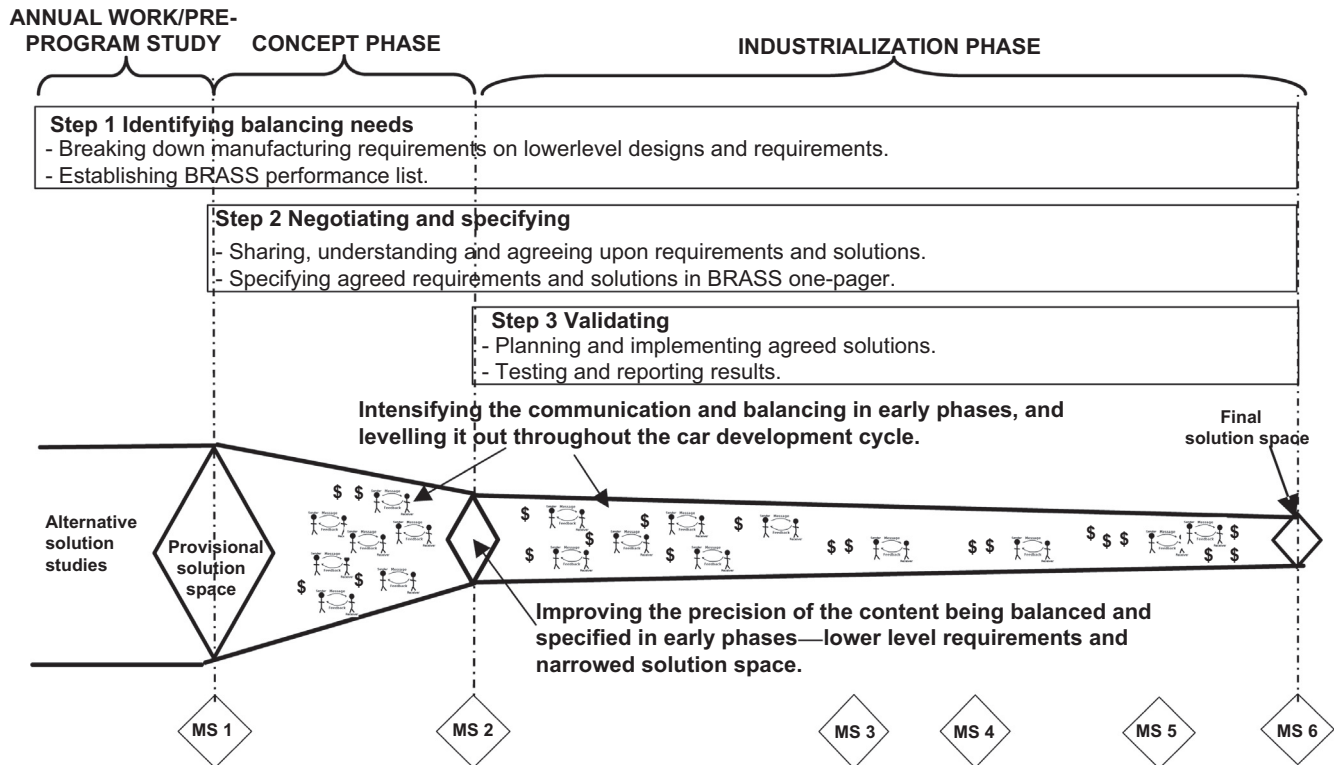 ANNUAL WORK/PRE-
PROGRAM STUDY
CONCEPT PHASE
INDUSTRIALIZATION PHASE
Step 1 Identifying balancing needs
- Breaking down manufacturing requirements on lowerlevel designs and requirements.
- Establishing BRASS performance list.
Step 2 Negotiating and specifying
- Sharing, understanding and agreeing upon requirements and solutions.
- Specifying agreed requirements and solutions in BRASS one-pager.
Step 3 Validating
- Planning and implementing agreed solutions.
- Testing and reporting results.
Intensifying the communication and balancing in early phases, and
levelling it out throughout the car development cycle.
Final
solution space
Alternative
solution
studies
Provisional
solution
space
$ $
$ $
$ $ $ $ $
$ $
$ $
$ $ $ $ $ $
Improving the precision of the content being balanced and
specified in early phases—lower level requirements and
narrowed solution space.
MS 1
MS 2
MS 3
MS 4
MS 5
MS 6